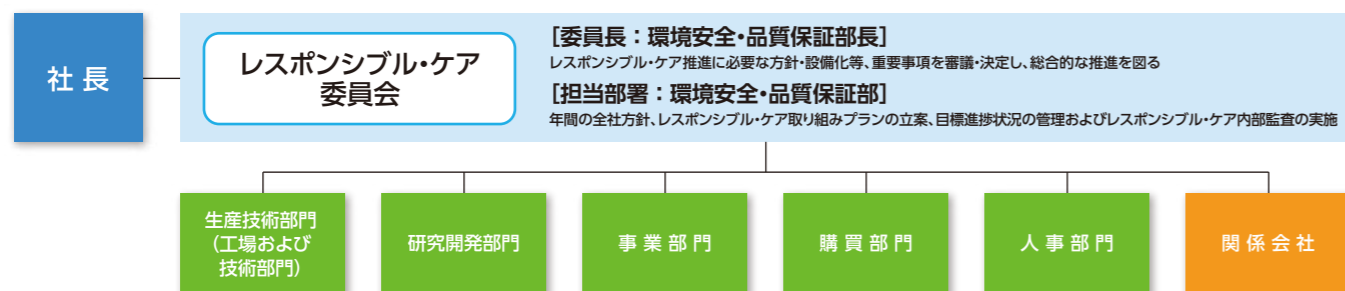 社長
レスポンシブル・ケア
委員会
[委員長：環境安全・品質保証部長]
レスポンシブル・ケア推進に必要な方針・設備化等、重要事項を審議・決定し、総合的な推進を図る
[担当部署：環境安全・品質保証部]
年間の全社方針、レスポンシブル・ケア取り組みプランの立案、目標進捗状況の管理およびレスポンシブル・ケア内部監査の実施
生産技術部門
（工場および
技術部門）
研究開発部門
事業部門
購買部門
人事部門
関係会社